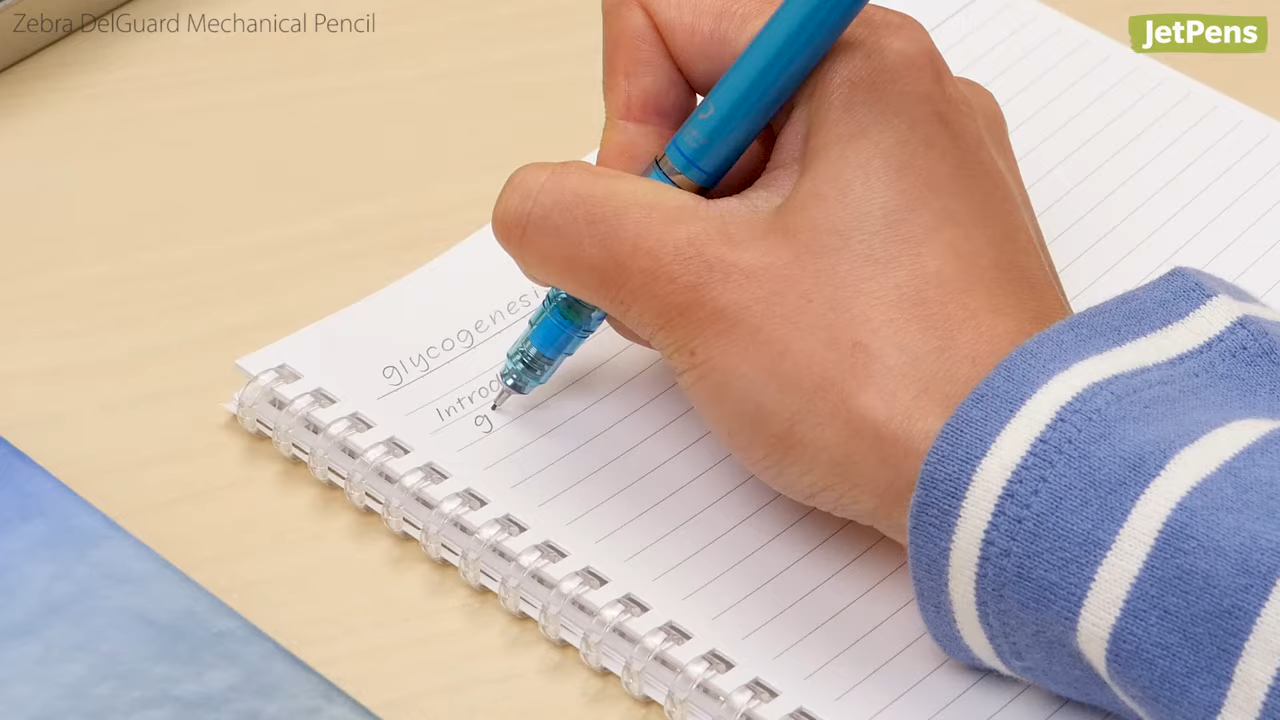 Zebra DelGuard Mechanical Pencil
JetPens
glycogenesi
Introd
g